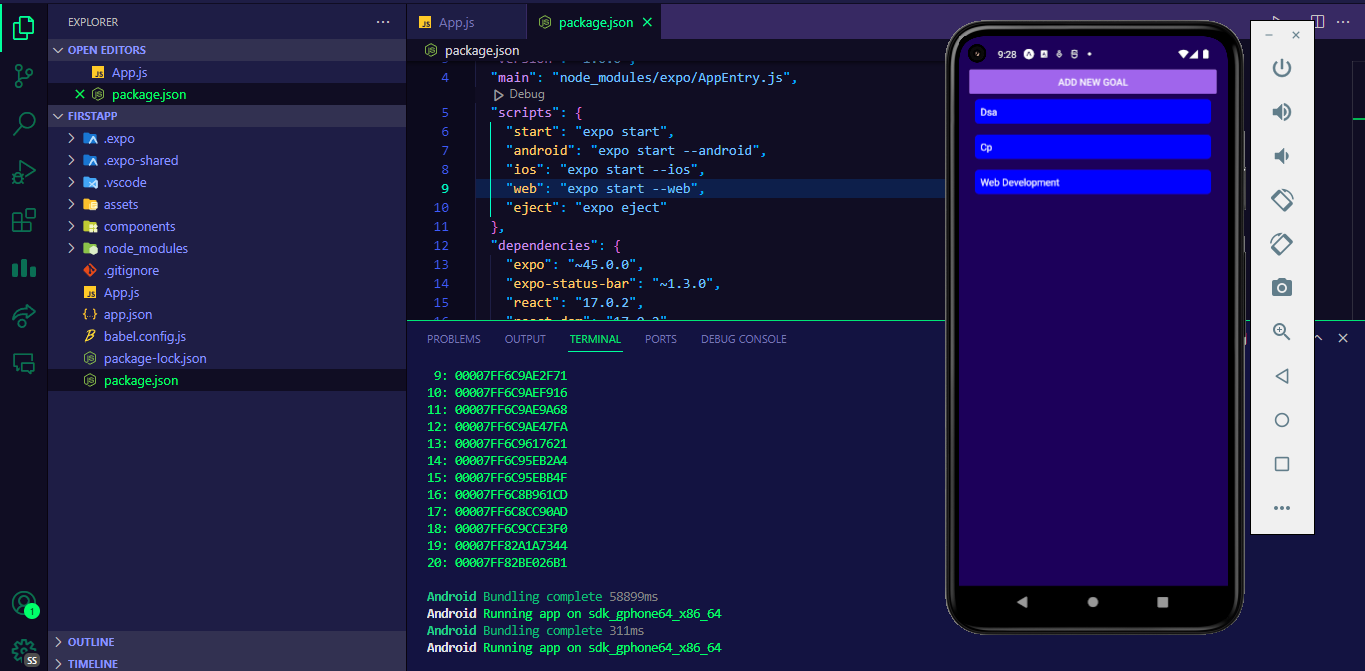 EXPLORER
OPEN EDITORS
App.js
package.json
FIRSTAPP
.expo
.expo-shared
.vscode
assets
components
node_modules
.gitignore
App.js
app.json
babel.config.js
package-lock.json
package.json
OUTLINE
TIMELINE
1
SS
App.js
package.json
package.json
4 "main": "node_modules/expo/AppEntry.js",
Debug
5 "scripts": {
6 "start": "expo start",
7 "android": "expo start --android",
8 "ios": "expo start --ios",
9 "web": "expo start --web",
10 "eject": "expo eject"
11 },
12 "dependencies": {
13 "expo": "~45.0.0",
14 "expo-status-bar": "~1.3.0",
15 "react": "17.0.2",
PROBLEMS OUTPUT TERMINAL PORTS DEBUG CONSOLE
9: 00007FF6C9AE2F71
10: 00007FF6C9AEF916
11: 00007FF6C9AE9A68
12: 00007FF6C9AE47FA
13: 00007FF6C9617621
14: 00007FF6C95EB2A4
15: 00007FF6C95EBB4F
16: 00007FF6C8B961CD
17: 00007FF6C8CC90AD
18: 00007FF6C9CCE3F0
19: 00007FF82A1A7344
20: 00007FF82BE026B1
Android Bundling complete 58899ms
Android Running app on sdk_gphone64_x86_64
Android Bundling complete 311ms
Android Running app on sdk_gphone64_x86_64
9:28
ADD NEW GOAL
Dsa
Cp
Web Development